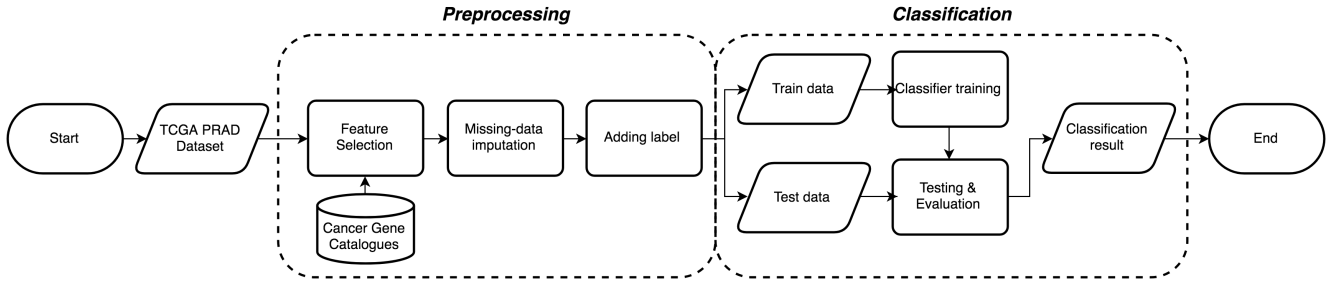 Preprocessing
Classification
Start
TCGA PRAD
Dataset
Feature
Selection
Cancer Gene
Catalogues
Missing-data
imputation
Adding label
Train data
Classifier training
Test data
Testing &
Evaluation
Classification
result
End